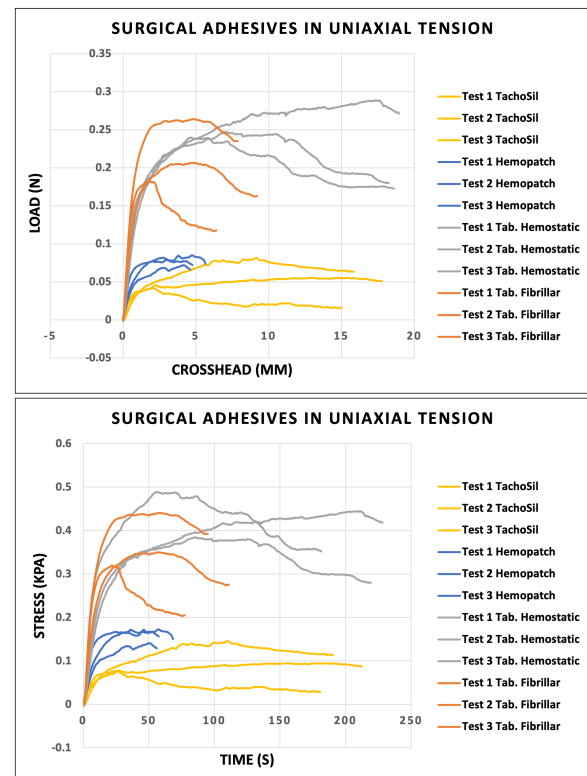 SURGICAL ADHESIVES IN UNIAXIAL TENSION
0.35
0.3
0.25
0.2
0.15
0.1
0.05
0
-0.05
-5
0
5
10
15
20
LOAD (N)
CROSSHEAD (MM)
Test 1 TachoSil
Test 2 TachoSil
Test 3 TachoSil
Test 1 Hemopatch
Test 2 Hemopatch
Test 3 Hemopatch
Test 1 Tab. Hemostatic
Test 2 Tab. Hemostatic
Test 3 Tab. Hemostatic
Test 1 Tab. Fibrillar
Test 2 Tab. Fibrillar
Test 3 Tab. Fibrillar
SURGICAL ADHESIVES IN UNIAXIAL TENSION
0.6
0.5
0.4
0.3
0.2
0.1
0
-0.1
0
50
100
150
200
250
STRESS (KPA)
TIME (S)
Test 1 TachoSil
Test 2 TachoSil
Test 3 TachoSil
Test 1 Hemopatch
Test 2 Hemopatch
Test 3 Hemopatch
Test 1 Tab. Hemostatic
Test 2 Tab. Hemostatic
Test 3 Tab. Hemostatic
Test 1 Tab. Fibrillar
Test 2 Tab. Fibrillar
Test 3 Tab. Fibrillar